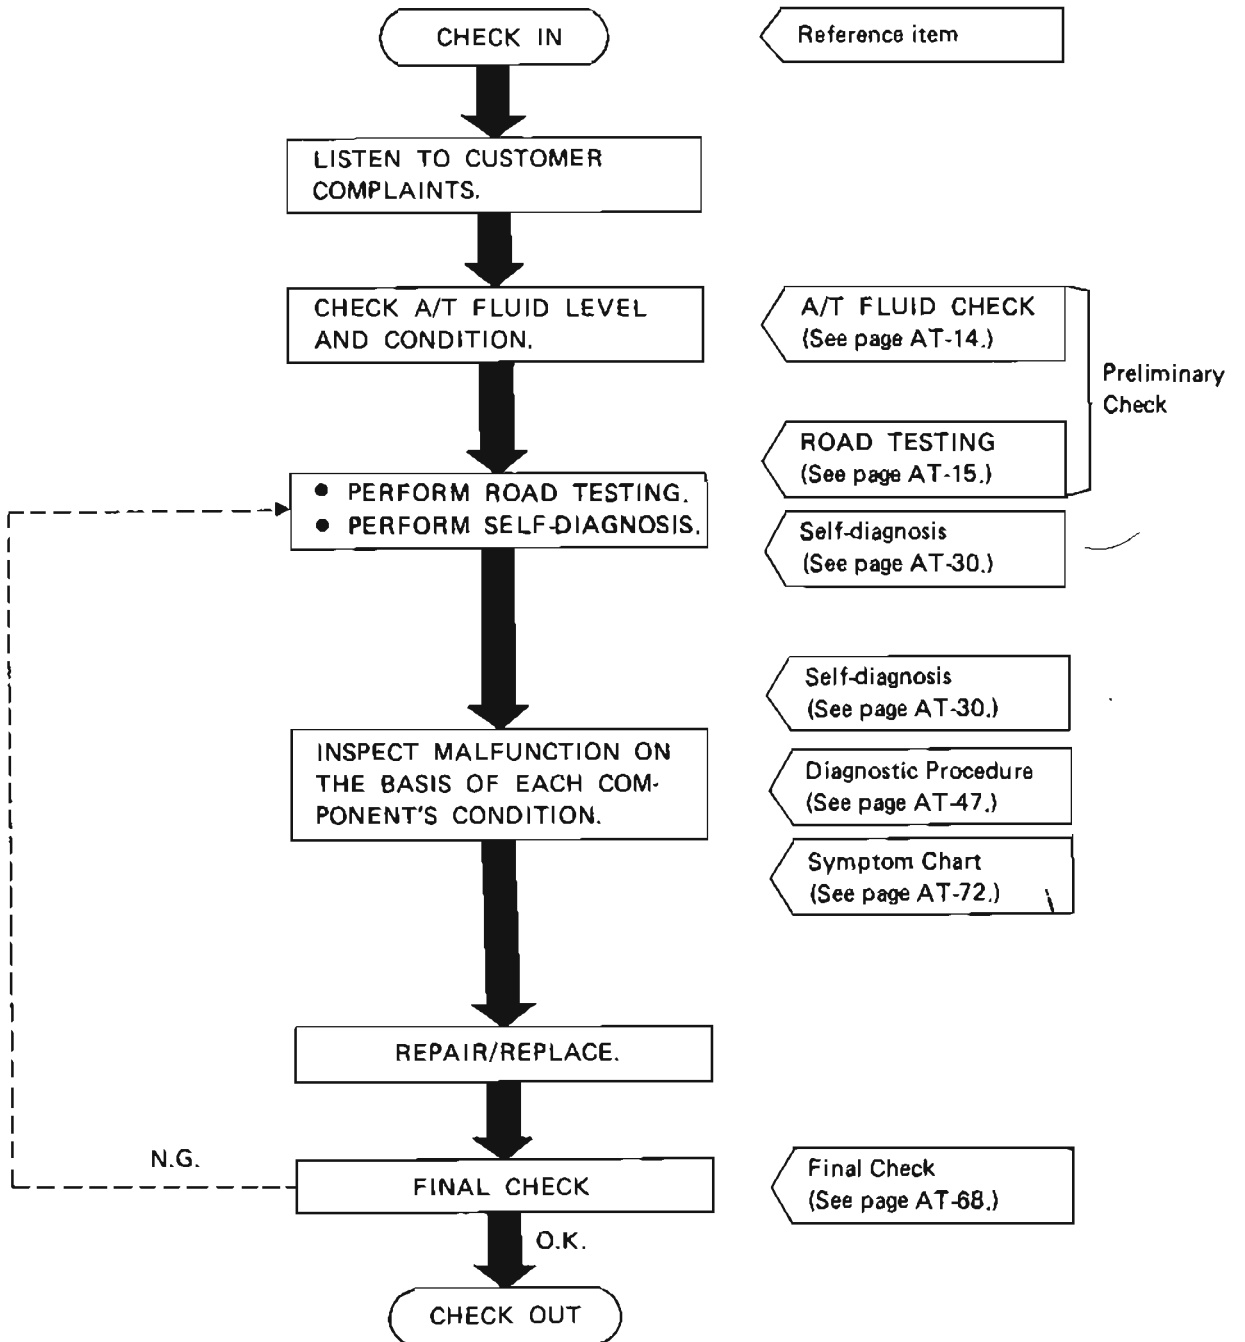 CHECK IN
Reference item
LISTEN TO CUSTOMER
COMPLAINTS.
CHECK A/T FLUID LEVEL
AND CONDITION.
A/T FLUID CHECK
(See page AT-14.)
Preliminary
Check
ROAD TESTING
(See page AT-15.)
• PERFORM ROAD TESTING.
• PERFORM SELF-DIAGNOSIS.
Self-diagnosis
(See page AT-30.)
Self-diagnosis
(See page AT-30.)
INSPECT MALFUNCTION ON
THE BASIS OF EACH COM-
PONENT'S CONDITION.
Diagnostic Procedure
(See page AT-47.)
Symptom Chart
(See page AT-72.)
REPAIR/REPLACE.
N.G.
FINAL CHECK
Final Check
(See page AT-68.)
O.K.
CHECK OUT